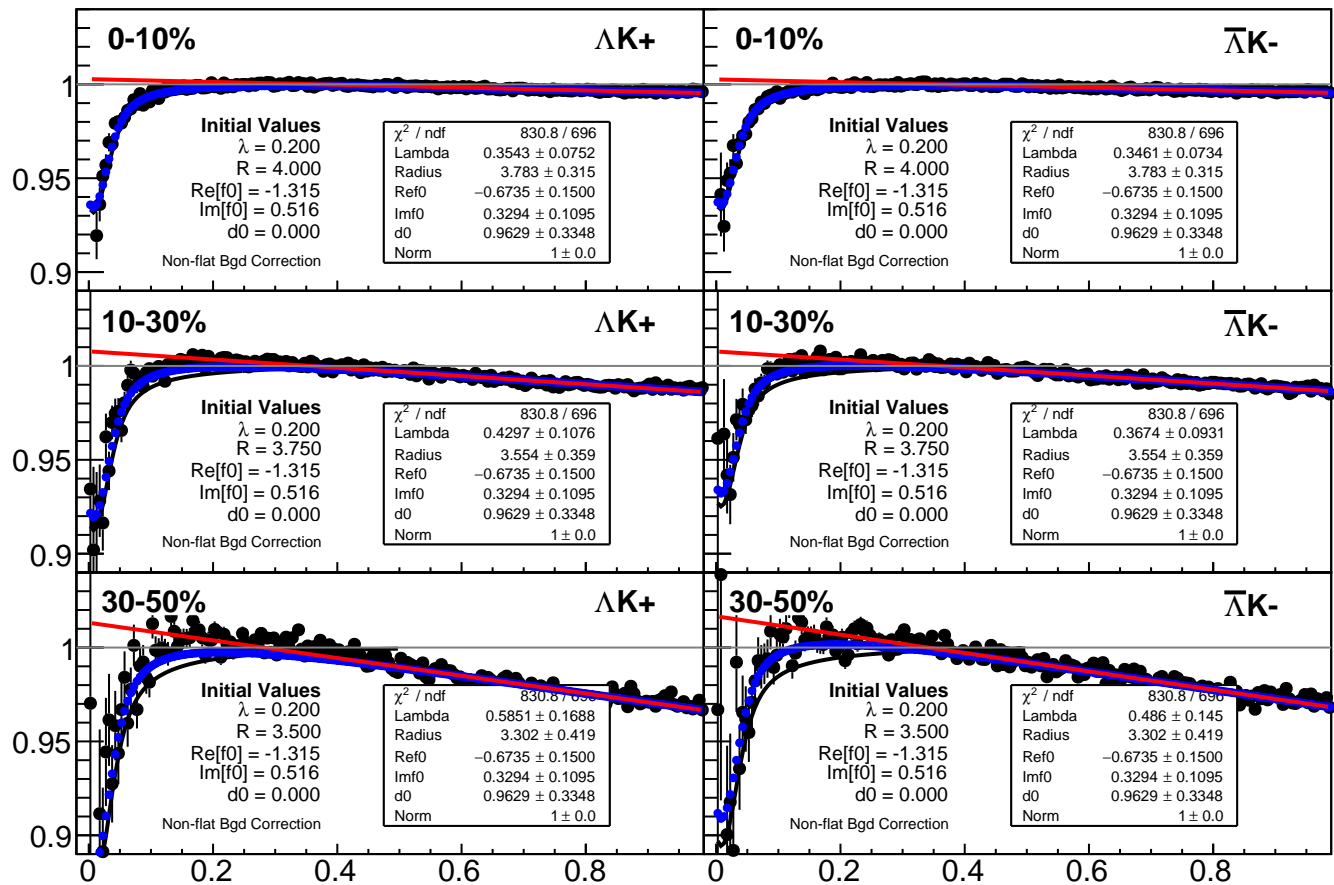 0-10%
ΛK+
1
0.95
0.9
Initial Values
λ = 0.200
R = 4.000
Re[f0] = -1.315
Im[f0] = 0.516
d0 = 0.000
Non-flat Bgd Correction
χ² / ndf 830.8 / 696
Lambda 0.3543 ± 0.0752
Radius 3.783 ± 0.315
Ref0 −0.6735 ± 0.1500
Imf0 0.3294 ± 0.1095
d0 0.9629 ± 0.3348
Norm 1 ± 0.0
0-10%
Λ̅K-
Initial Values
λ = 0.200
R = 4.000
Re[f0] = -1.315
Im[f0] = 0.516
d0 = 0.000
Non-flat Bgd Correction
χ² / ndf 830.8 / 696
Lambda 0.3461 ± 0.0734
Radius 3.783 ± 0.315
Ref0 −0.6735 ± 0.1500
Imf0 0.3294 ± 0.1095
d0 0.9629 ± 0.3348
Norm 1 ± 0.0
10-30%
ΛK+
1
0.95
0.9
Initial Values
λ = 0.200
R = 3.750
Re[f0] = -1.315
Im[f0] = 0.516
d0 = 0.000
Non-flat Bgd Correction
χ² / ndf 830.8 / 696
Lambda 0.4297 ± 0.1076
Radius 3.554 ± 0.359
Ref0 −0.6735 ± 0.1500
Imf0 0.3294 ± 0.1095
d0 0.9629 ± 0.3348
Norm 1 ± 0.0
10-30%
Λ̅K-
Initial Values
λ = 0.200
R = 3.750
Re[f0] = -1.315
Im[f0] = 0.516
d0 = 0.000
Non-flat Bgd Correction
χ² / ndf 830.8 / 696
Lambda 0.3674 ± 0.0931
Radius 3.554 ± 0.359
Ref0 −0.6735 ± 0.1500
Imf0 0.3294 ± 0.1095
d0 0.9629 ± 0.3348
Norm 1 ± 0.0
30-50%
ΛK+
1
0.95
0.9
Initial Values
λ = 0.200
R = 3.500
Re[f0] = -1.315
Im[f0] = 0.516
d0 = 0.000
Non-flat Bgd Correction
χ² / ndf 830.8 / 696
Lambda 0.5851 ± 0.1688
Radius 3.302 ± 0.419
Ref0 −0.6735 ± 0.1500
Imf0 0.3294 ± 0.1095
d0 0.9629 ± 0.3348
Norm 1 ± 0.0
30-50%
Λ̅K-
Initial Values
λ = 0.200
R = 3.500
Re[f0] = -1.315
Im[f0] = 0.516
d0 = 0.000
Non-flat Bgd Correction
χ² / ndf 830.8 / 696
Lambda 0.486 ± 0.145
Radius 3.302 ± 0.419
Ref0 −0.6735 ± 0.1500
Imf0 0.3294 ± 0.1095
d0 0.9629 ± 0.3348
Norm 1 ± 0.0
0 0.2 0.4 0.6 0.8 0 0.2 0.4 0.6 0.8